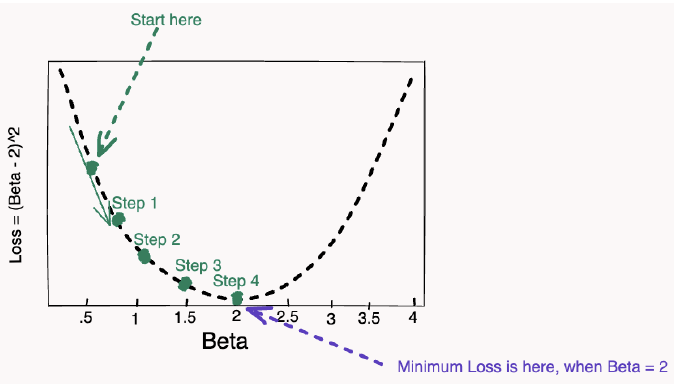 Start here
Loss = (Beta - 2)^2
Step 1
Step 2
Step 3
Step 4
.5 1 1.5 2 2.5 3 3.5 4
Beta
Minimum Loss is here, when Beta = 2